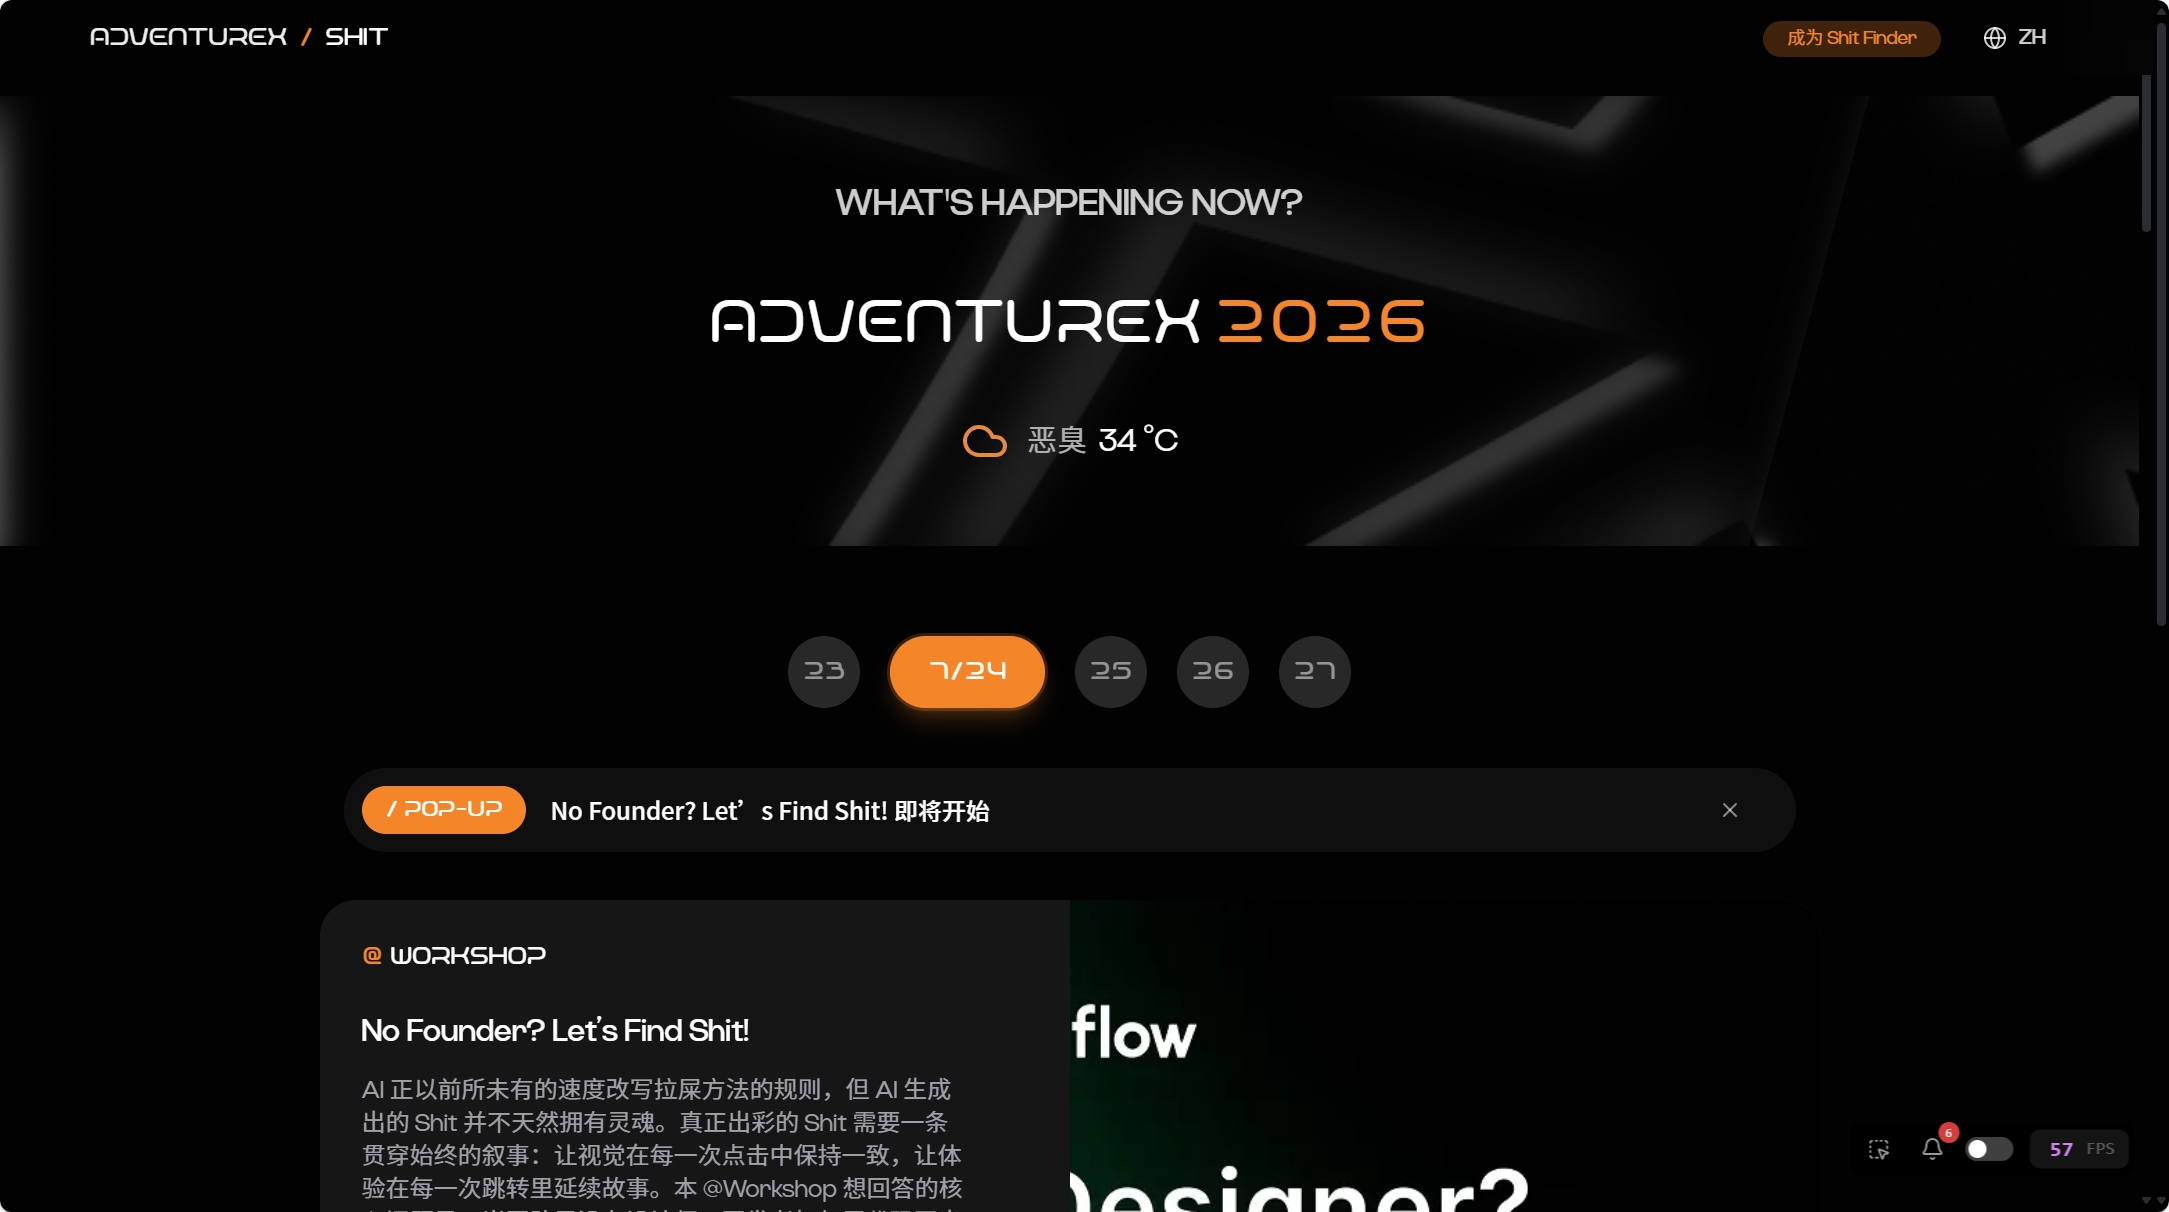 ADVENTUREX / SHIT
成为 Shit Finder
ZH
WHAT'S HAPPENING NOW?
ADVENTUREX 2026
恶臭 34 °C
23
7/24
25
26
27
/ POP-UP
No Founder? Let’s Find Shit! 即将开始
@ WORKSHOP
No Founder? Let’s Find Shit!
AI 正以前所未有的速度改写拉屎方法的规则，但 AI 生成
出的 Shit 并不天然拥有灵魂。真正出彩的 Shit 需要一条
贯穿始终的叙事：让视觉在每一次点击中保持一致，让体
验在每一次跳转里延续故事。本 @Workshop 想回答的核
flow
Designer?
6
57 FPS